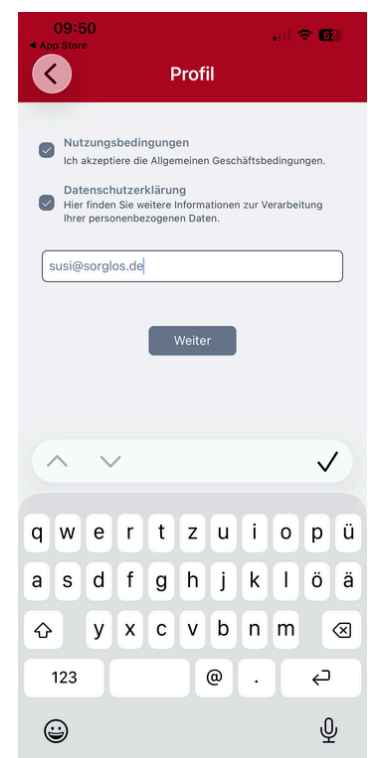 09:50
◀ App Store
62
Profil
Nutzungsbedingungen
Ich akzeptiere die Allgemeinen Geschäftsbedingungen.
Datenschutzerklärung
Hier finden Sie weitere Informationen zur Verarbeitung
Ihrer personenbezogenen Daten.
susi@sorglos.de
Weiter
q w e r t z u i o p ü
a s d f g h j k l ö ä
y x c v b n m
123 @ .